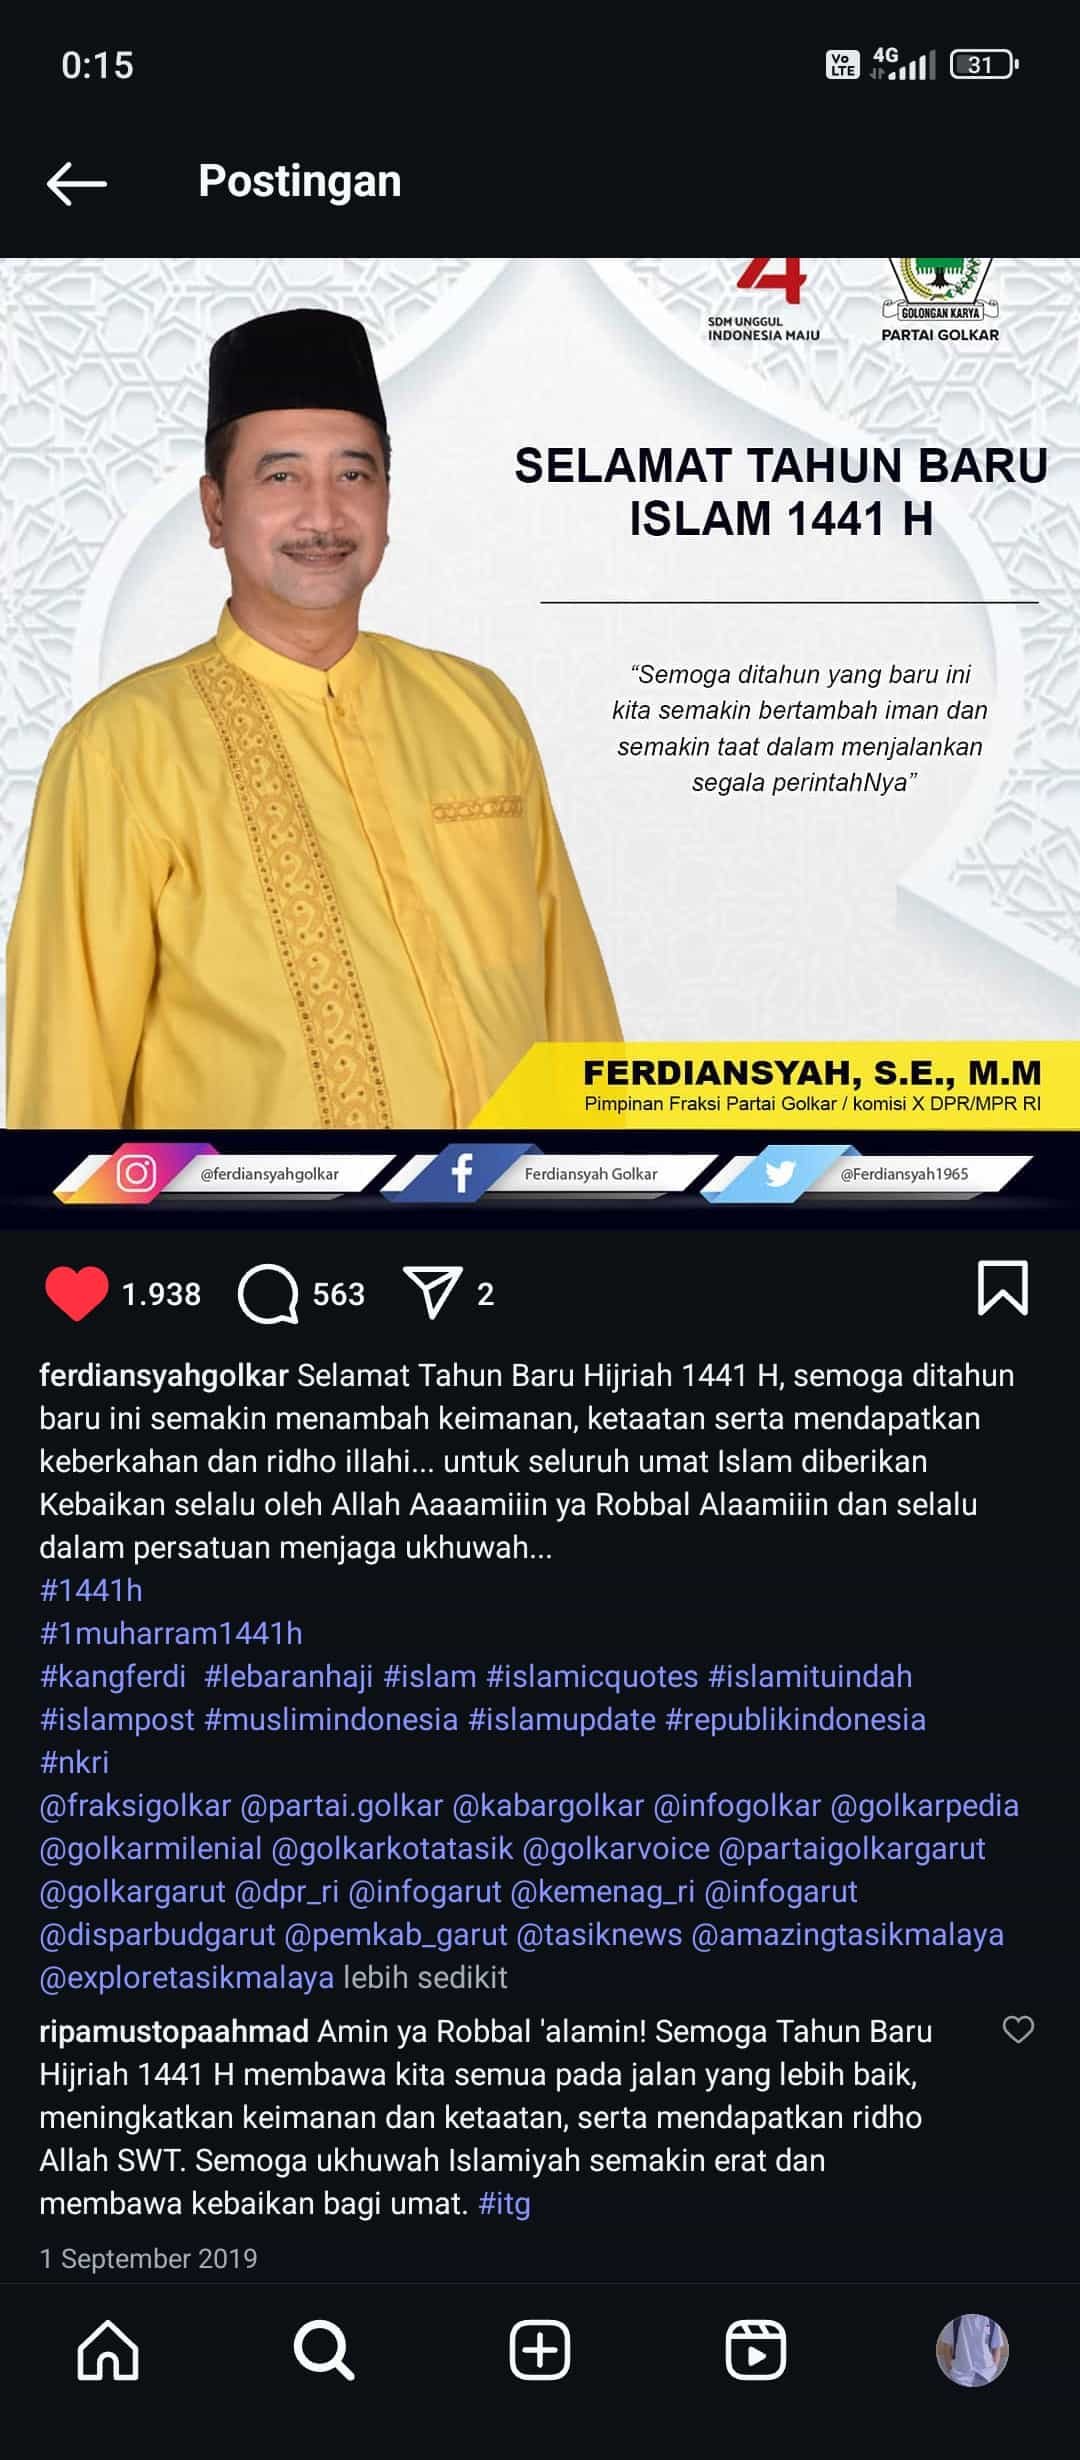 0:15
Vo LTE 4G 31
Postingan
SDM UNGGUL
INDONESIA MAJU
GOLONGAN KARYA
PARTAI GOLKAR
SELAMAT TAHUN BARU
ISLAM 1441 H
“Semoga ditahun yang baru ini
kita semakin bertambah iman dan
semakin taat dalam menjalankan
segala perintahNya”
FERDIANSYAH, S.E., M.M
Pimpinan Fraksi Partai Golkar / komisi X DPR/MPR RI
@ferdiansyahgolkar Ferdiansyah Golkar @Ferdiansyah1965
1.938 563 2
ferdiansyahgolkar Selamat Tahun Baru Hijriah 1441 H, semoga ditahun
baru ini semakin menambah keimanan, ketaatan serta mendapatkan
keberkahan dan ridho illahi... untuk seluruh umat Islam diberikan
Kebaikan selalu oleh Allah Aaaamiiin ya Robbal Alaamiiin dan selalu
dalam persatuan menjaga ukhuwah...
#1441h
#1muharram1441h
#kangferdi #lebaranhaji #islam #islamicquotes #islamituindah
#islampost #muslimindonesia #islamupdate #republikindonesia
#nkri
@fraksigolkar @partai.golkar @kabargolkar @infogolkar @golkarpedia
@golkarmilenial @golkarkotatasik @golkarvoice @partaigolkargarut
@golkargarut @dpr_ri @infogarut @kemenag_ri @infogarut
@disparbudgarut @pemkab_garut @tasiknews @amazingtasikmalaya
@exploretasikmalaya lebih sedikit
ripamustopaahmad Amin ya Robbal 'alamin! Semoga Tahun Baru
Hijriah 1441 H membawa kita semua pada jalan yang lebih baik,
meningkatkan keimanan dan ketaatan, serta mendapatkan ridho
Allah SWT. Semoga ukhuwah Islamiyah semakin erat dan
membawa kebaikan bagi umat. #itg
1 September 2019